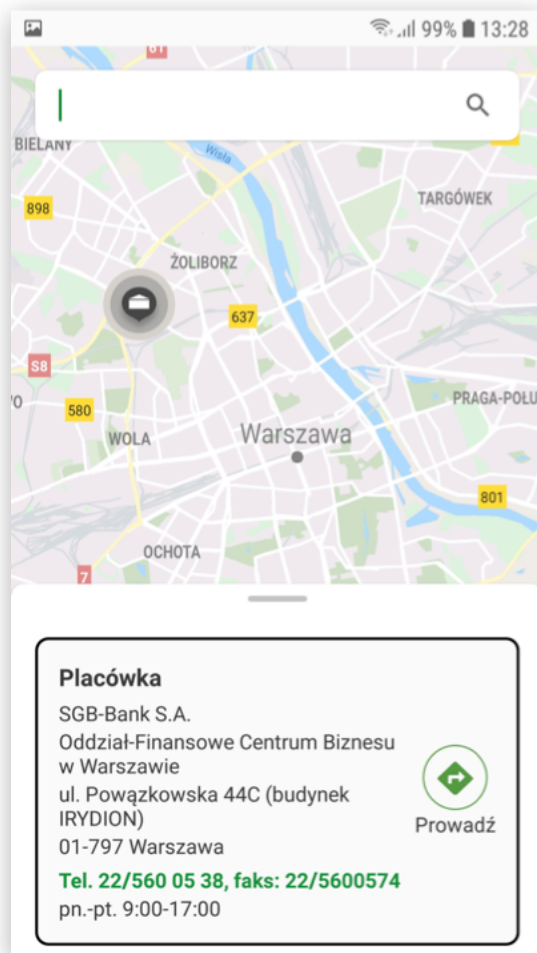 99% 13:28
61
BIELANY
Wisła
898
TARGÓWEK
ŻOLIBORZ
637
S8
580
PRAGA-POŁU
WOLA
Warszawa
801
OCHOTA
7
Placówka
SGB-Bank S.A.
Oddział-Finansowe Centrum Biznesu
w Warszawie
ul. Powązkowska 44C (budynek
IRYDION)
01-797 Warszawa
Tel. 22/560 05 38, faks: 22/5600574
pn.-pt. 9:00-17:00
Prowadź